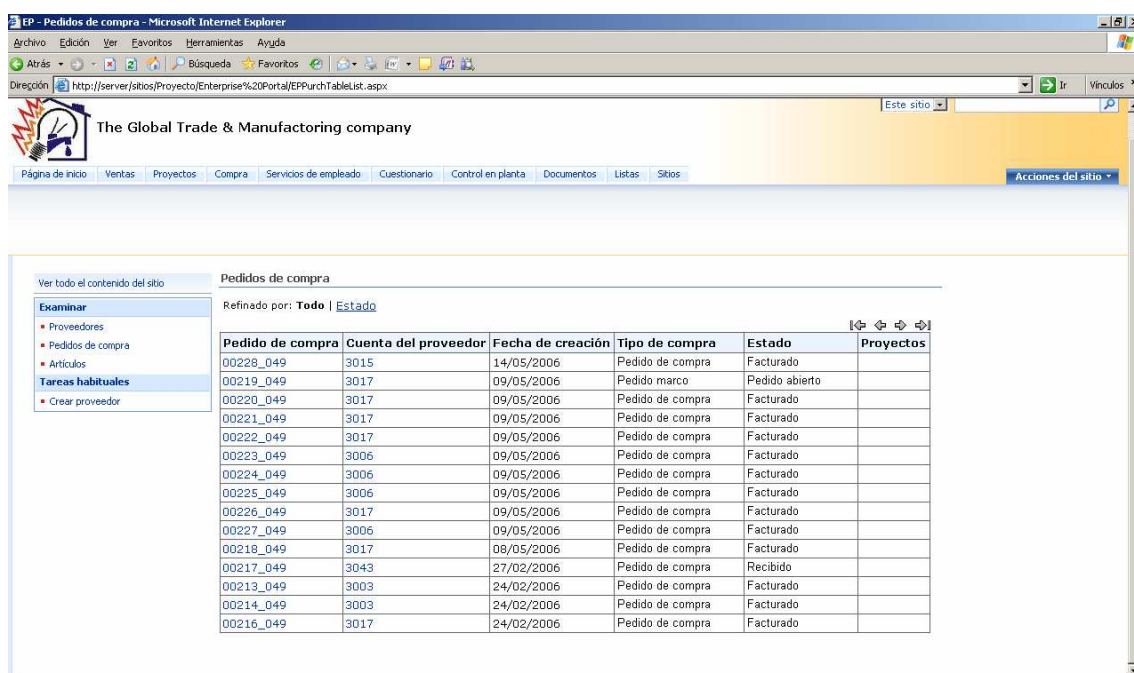 EP - Pedidos de compra - Microsoft Internet Explorer
Archivo Edición Ver Favoritos Herramientas Ayuda
Atrás Búsqueda Favoritos
Dirección http://server/sitios/Proyecto/Enterprise%20Portal/EPPurchTableList.aspx Ir Vínculos
Este sitio
The Global Trade & Manufactoring company
Página de inicio Ventas Proyectos Compra Servicios de empleado Cuestionario Control en planta Documentos Listas Sitios Acciones del sitio
Ver todo el contenido del sitio
Examinar
Proveedores
Pedidos de compra
Artículos
Tareas habituales
Crear proveedor
Pedidos de compra
Refinado por: Todo | Estado
Pedido de compra Cuenta del proveedor Fecha de creación Tipo de compra Estado Proyectos
00228_049 3015 14/05/2006 Pedido de compra Facturado
00219_049 3017 09/05/2006 Pedido marco Pedido abierto
00220_049 3017 09/05/2006 Pedido de compra Facturado
00221_049 3017 09/05/2006 Pedido de compra Facturado
00222_049 3017 09/05/2006 Pedido de compra Facturado
00223_049 3006 09/05/2006 Pedido de compra Facturado
00224_049 3006 09/05/2006 Pedido de compra Facturado
00225_049 3006 09/05/2006 Pedido de compra Facturado
00226_049 3017 09/05/2006 Pedido de compra Facturado
00227_049 3006 09/05/2006 Pedido de compra Facturado
00218_049 3017 08/05/2006 Pedido de compra Facturado
00217_049 3043 27/02/2006 Pedido de compra Recibido
00213_049 3003 24/02/2006 Pedido de compra Facturado
00214_049 3003 24/02/2006 Pedido de compra Facturado
00216_049 3017 24/02/2006 Pedido de compra Facturado